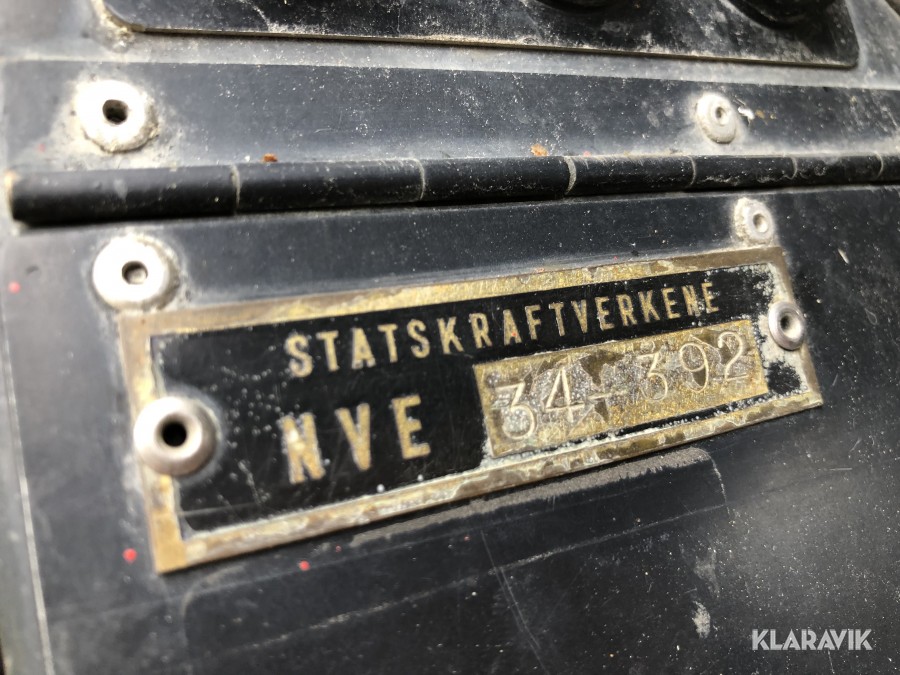 STATSKRAFTVERKENE
NVE 34-392
KLARAVIK